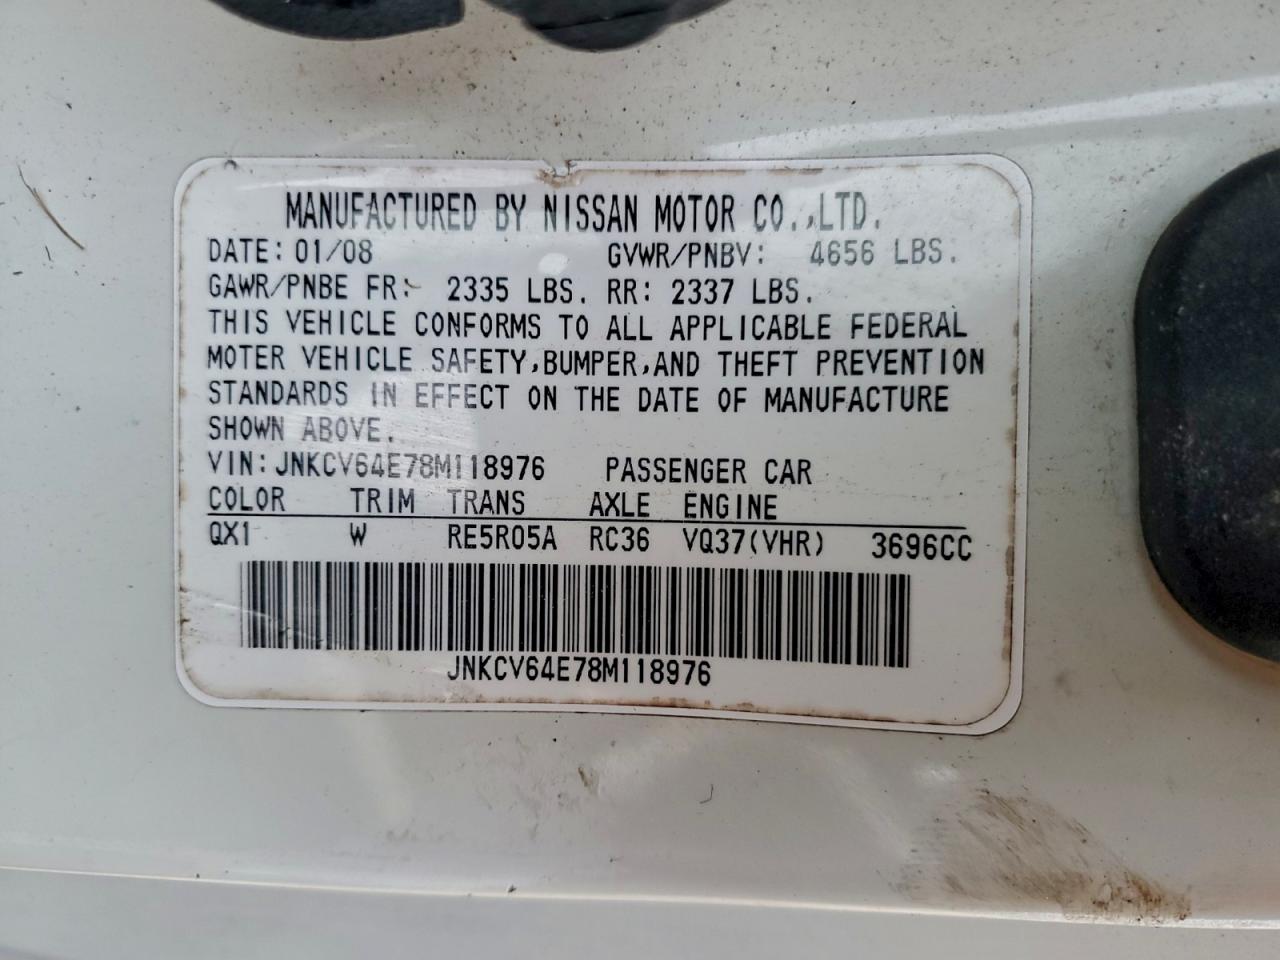 MANUFACTURED BY NISSAN MOTOR CO.,LTD.
DATE: 01/08 GVWR/PNBV: 4656 LBS.
GAWR/PNBE FR: 2335 LBS. RR: 2337 LBS.
THIS VEHICLE CONFORMS TO ALL APPLICABLE FEDERAL
MOTER VEHICLE SAFETY,BUMPER,AND THEFT PREVENTION
STANDARDS IN EFFECT ON THE DATE OF MANUFACTURE
SHOWN ABOVE.
VIN: JNKCV64E78M118976 PASSENGER CAR
COLOR TRIM TRANS AXLE ENGINE
QX1 W RE5R05A RC36 VQ37(VHR) 3696CC
JNKCV64E78M118976